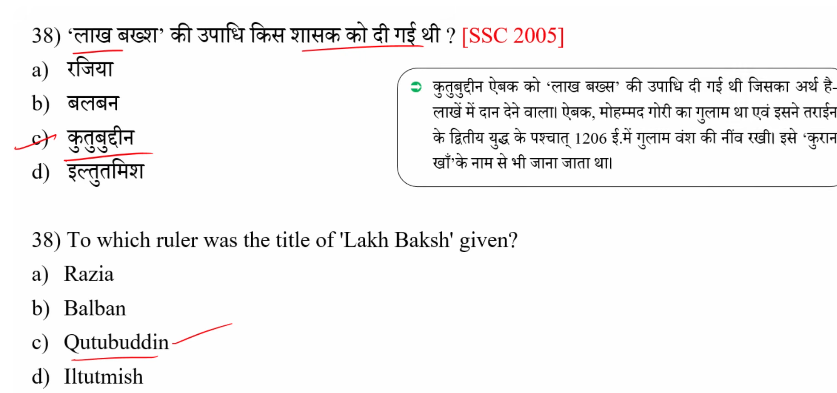 38) ‘लाख बख्श’ की उपाधि किस शासक को दी गई थी ? [SSC 2005]
a) रजिया
b) बलबन
c) कुतुबुद्दीन
d) इल्तुतमिश
कुतुबुद्दीन ऐबक को ‘लाख बख्स’ की उपाधि दी गई थी जिसका अर्थ है-
लाखें में दान देने वाला। ऐबक, मोहम्मद गोरी का गुलाम था एवं इसने तराईन
के द्वितीय युद्ध के पश्चात् 1206 ई.में गुलाम वंश की नींव रखी। इसे ‘कुरान
खाँ’के नाम से भी जाना जाता था।
38) To which ruler was the title of 'Lakh Baksh' given?
a) Razia
b) Balban
c) Qutubuddin
d) Iltutmish